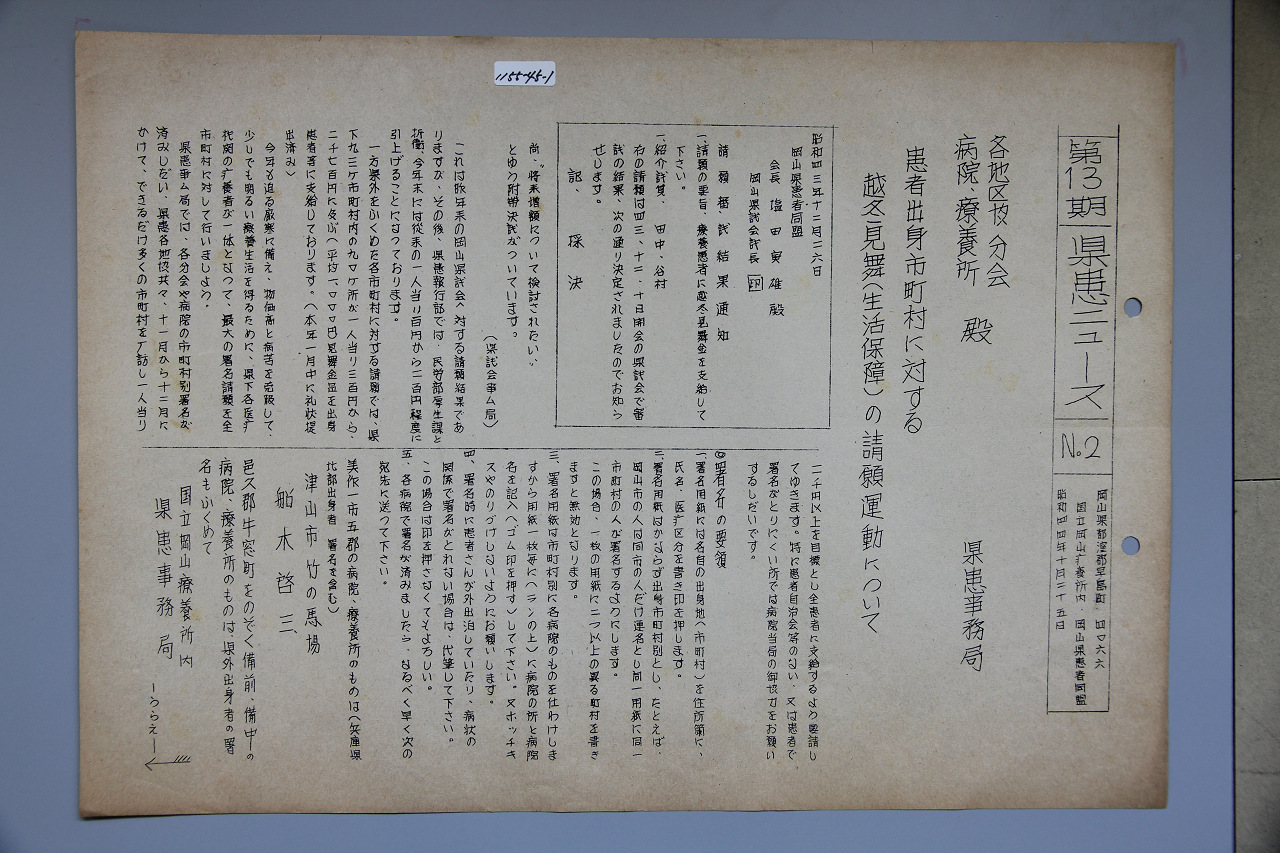 1155-45-1
第13期 県患ニュース No.2
岡山県都窪郡早島町 四〇六六
国立岡山療養所内 岡山県患者同盟
昭和四四年十月二十五日
各地区協分会
病院、療養所 殿
県患事務局
患者出身市町村に対する
越冬見舞(生活保障)の請願運動について
昭和四三年十二月二六日
岡山県患者同盟
会長 塩田実雄殿
岡山県議会議長 印
請願審議結果通知
一、請願の要旨、療養患者に越冬見舞金を支給して
下さい。
一、紹介議員、田中、谷村
右の請願は四三、十二、十日開会の県議会で審
議の結果、次の通り決定されましたのでお知ら
せします。
記 採決
尚、"将来増額について検討されたい"
とゆう附帯決議がついています。
(県議会事ム局)
これは昨年末の岡山県議会へ対する請願結果であ
りますが、その後、県患執行部では、民労部厚生課と
折衝、今年末には従来の一人当り百円から二百円程度に
引上げることになっております。
一方県外をふくめた各市町村に対する請願では、県
下九三ヶ市町村内の九〇ヶ所が一人当り三百円から、
二千七百円に及ぶ(平均一、〇〇〇円)見舞金品を出身
患者さんに支給しております。(本年一月中に礼状提
出済み)
今年も迫る厳寒に備え、物価高と病苦を克服して、
少しでも明るい療養生活を得るために、県下各医疗
机関の疗養者が一体となって、最大の署名請願を全
市町村に対して行いましょう。
県患事ム局では、各分会や病院の市町村別署名が
済みしだい、県患各地協共々、十一月から十二月に
かけて、できるだけ多くの市町村を訪し一人当り
一千円以上を目標とし全患者に支給するよう要請し
てゆきます。特に患者自治会等のない、又は患者で
署名がとりにくい所では病院当局の御協力をお願い
するしだいです。
◎署名の要領
一、署名用紙には各自の出身地(市町村)を住所欄に、
氏名、医疗区分を書き印を押します。
二、署名用紙はかならず出身市町村別とし、たとえば、
岡山市の人は同市の人だけ連名とし同一用紙に同一
市町村の人が署名するようにします。
この場合、一枚の用紙に二つ以上の異る町村を書き
ますと無効となります。
三、署名用紙は市町村別に各病院のものを仕わけしま
すから用紙一枚毎に(ランの上)に病院の所と病院
名を記入(ゴム印を押す)して下さい。又ホッチキ
スやのりづけしないようにお願いします。
四、署名時に患者さんが外出泊していたり、病状の
関係で署名がとれない場合は、代筆して下さい。
この場合は印を押さなくてもよろしい。
五、各病院で署名が済みましたら、なるべく早く次の
宛先に送って下さい。
美作一市五郡の病院、療養所のものは(兵庫県
北部出身者 署名を含む)
津山市竹の馬場
船木啓三
邑久郡牛窓町をのぞく備前、備中の
病院、療養所のものは、県外出身者の署
名もふくめて
国立岡山療養所内
県患事務局
―うらえ―